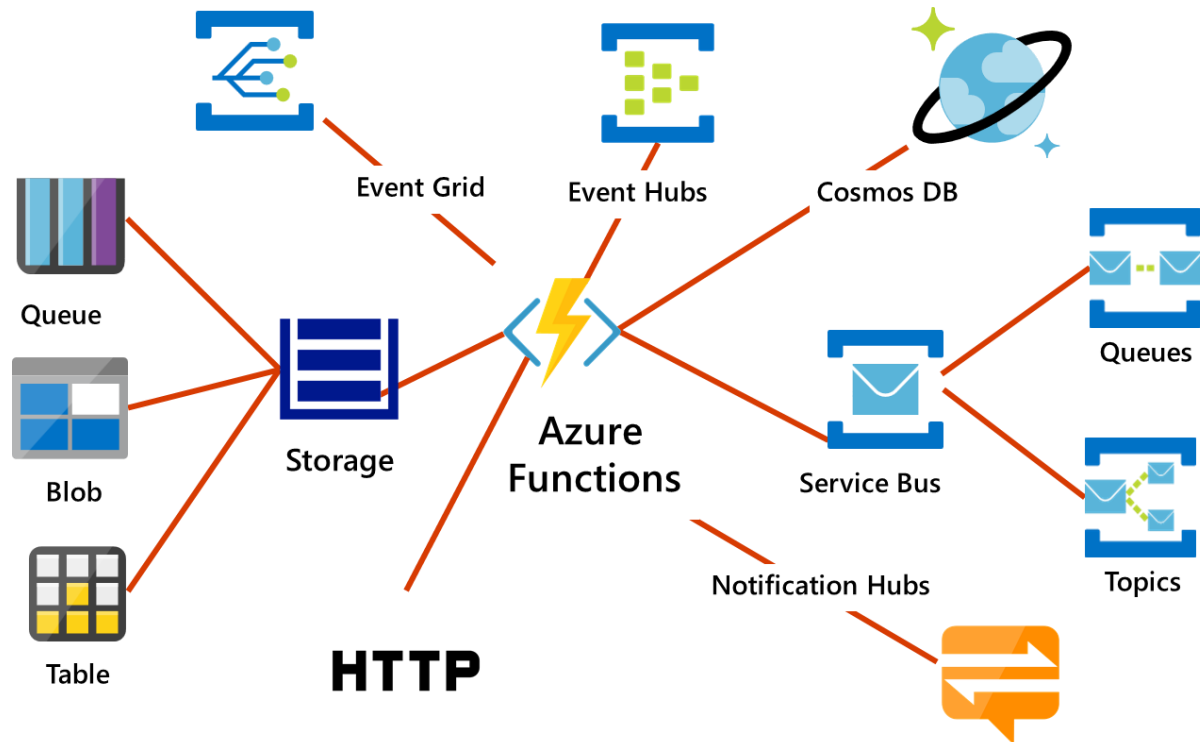 Event Grid
Event Hubs
Cosmos DB
Queue
Queues
Azure
Functions
Storage
Service Bus
Blob
Topics
Notification Hubs
Table
HTTP